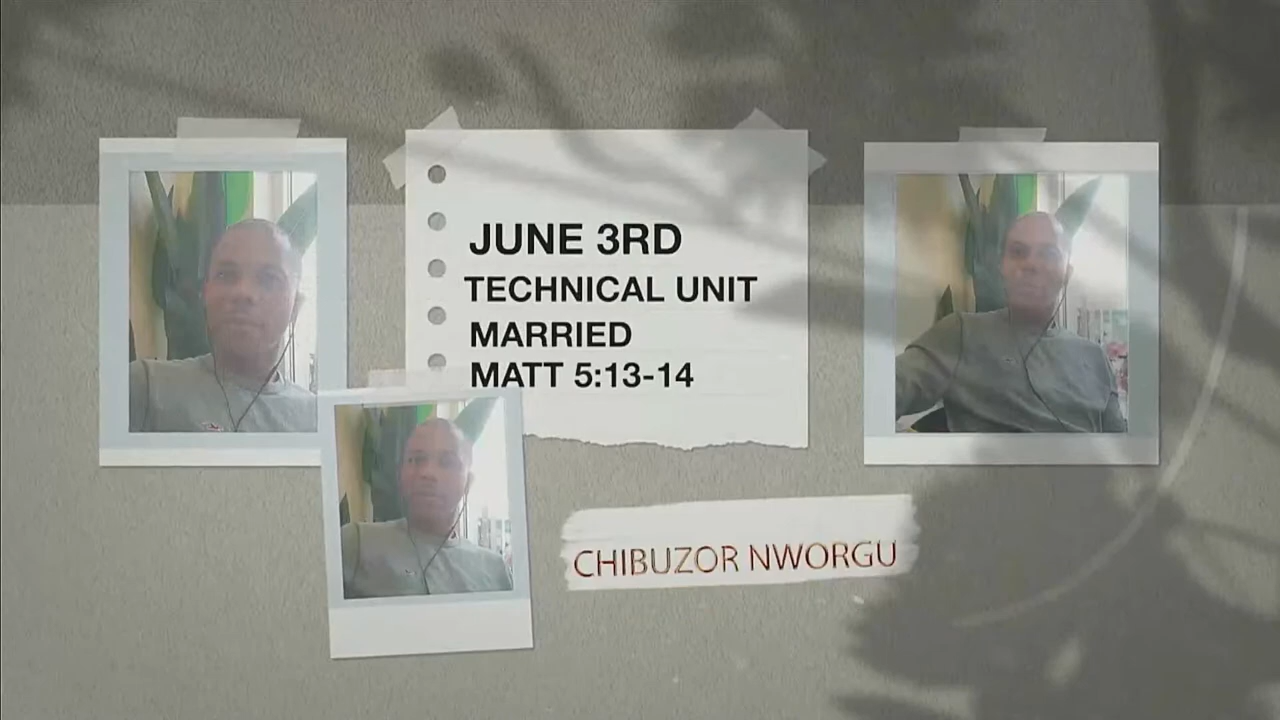 JUNE 3RD
TECHNICAL UNIT
MARRIED
MATT 5:13-14
CHIBUZOR NWORGU